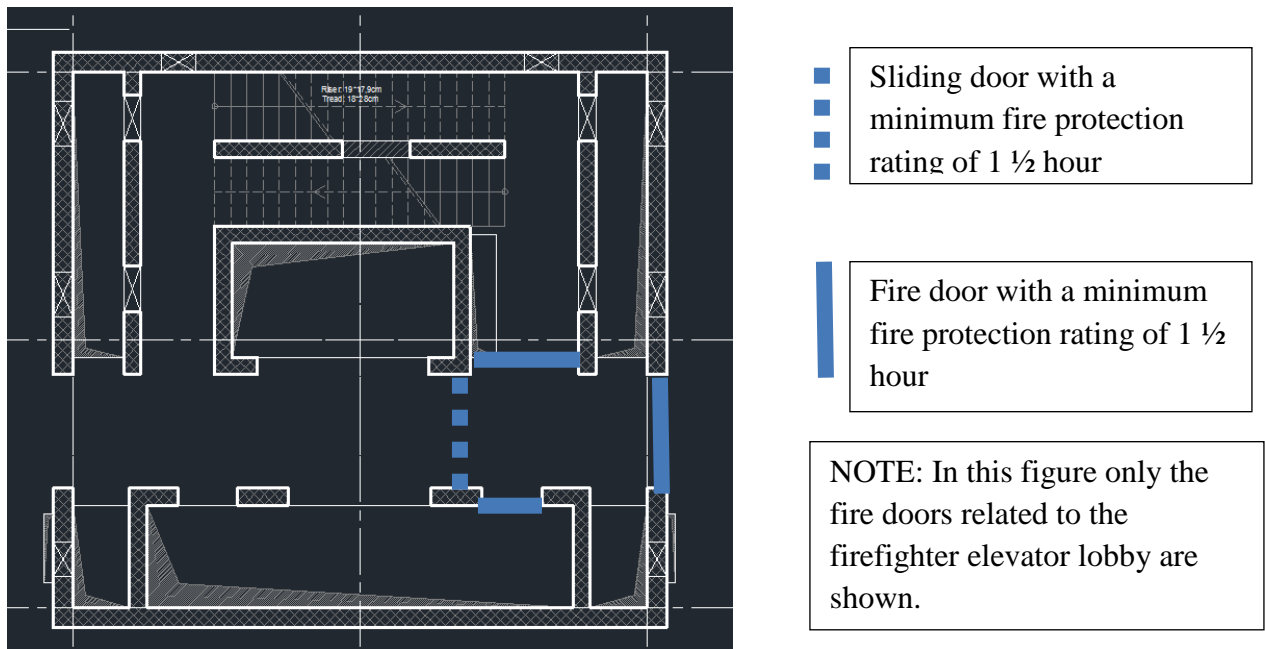 Riser: 19*17.9cm
Tread: 18*28cm
Sliding door with a
minimum fire protection
rating of 1 ½ hour
Fire door with a minimum
fire protection rating of 1 ½
hour
NOTE: In this figure only the
fire doors related to the
firefighter elevator lobby are
shown.